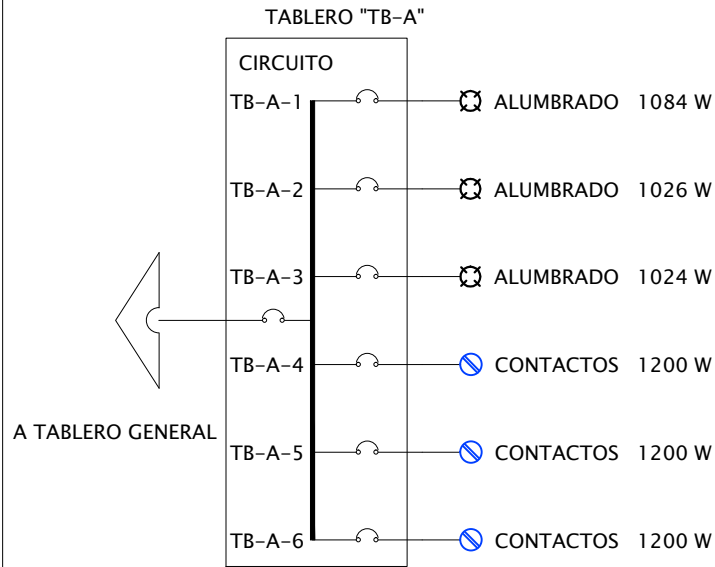 TABLERO "TB-A"
CIRCUITO
TB-A-1 ALUMBRADO 1084 W
TB-A-2 ALUMBRADO 1026 W
TB-A-3 ALUMBRADO 1024 W
TB-A-4 CONTACTOS 1200 W
A TABLERO GENERAL
TB-A-5 CONTACTOS 1200 W
TB-A-6 CONTACTOS 1200 W